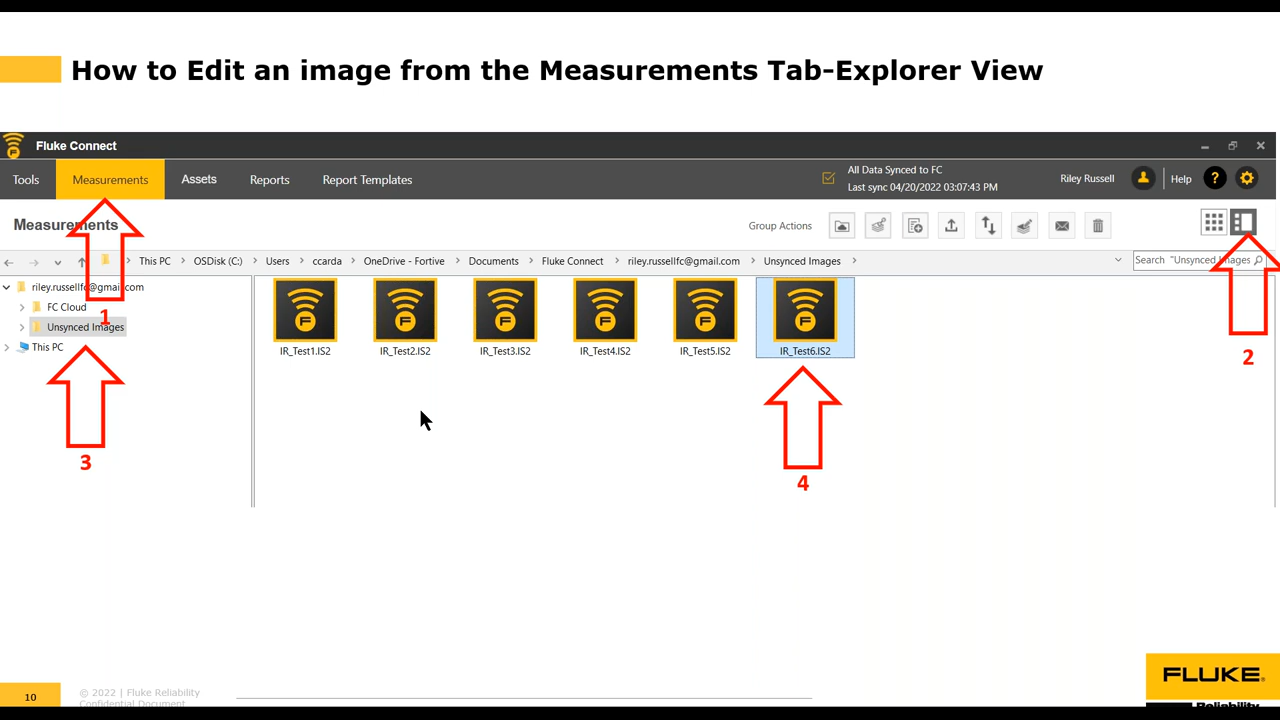 How to Edit an image from the Measurements Tab-Explorer View
Fluke Connect
Tools Measurements Assets Reports Report Templates
All Data Synced to FC
Last sync 04/20/2022 03:07:43 PM
Riley Russell Help ?
Measurements
Group Actions
This PC OSDisk (C:) Users ccarda OneDrive - Fortive Documents Fluke Connect riley.russellfc@gmail.com Unsynced Images
Search "Unsynced Images
riley.russellfc@gmail.com
FC Cloud
Unsynced Images
This PC
IR_Test1.IS2 IR_Test2.IS2 IR_Test3.IS2 IR_Test4.IS2 IR_Test5.IS2 IR_Test6.IS2
1
2
3
4
10
© 2022 | Fluke Reliability
Confidential Document
FLUKE®
Reliability